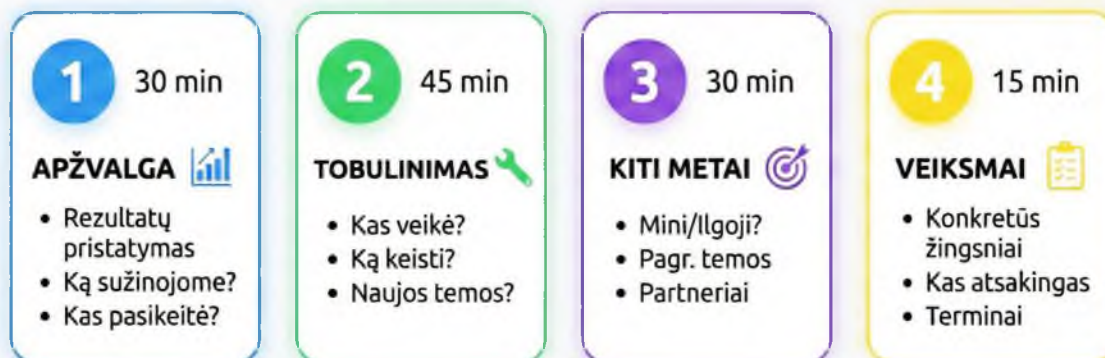 1 30 min
APŽVALGA
• Rezultatų
pristatymas
• Ką sužinojome?
• Kas pasikeitė?
2 45 min
TOBULINIMAS
• Kas veikė?
• Ką keisti?
• Naujos temos?
3 30 min
KITI METAI
• Mini/Ilgoji?
• Pagr. temos
• Partneriai
4 15 min
VEIKSMAI
• Konkretūs
žingsniai
• Kas atsakingas
• Terminai